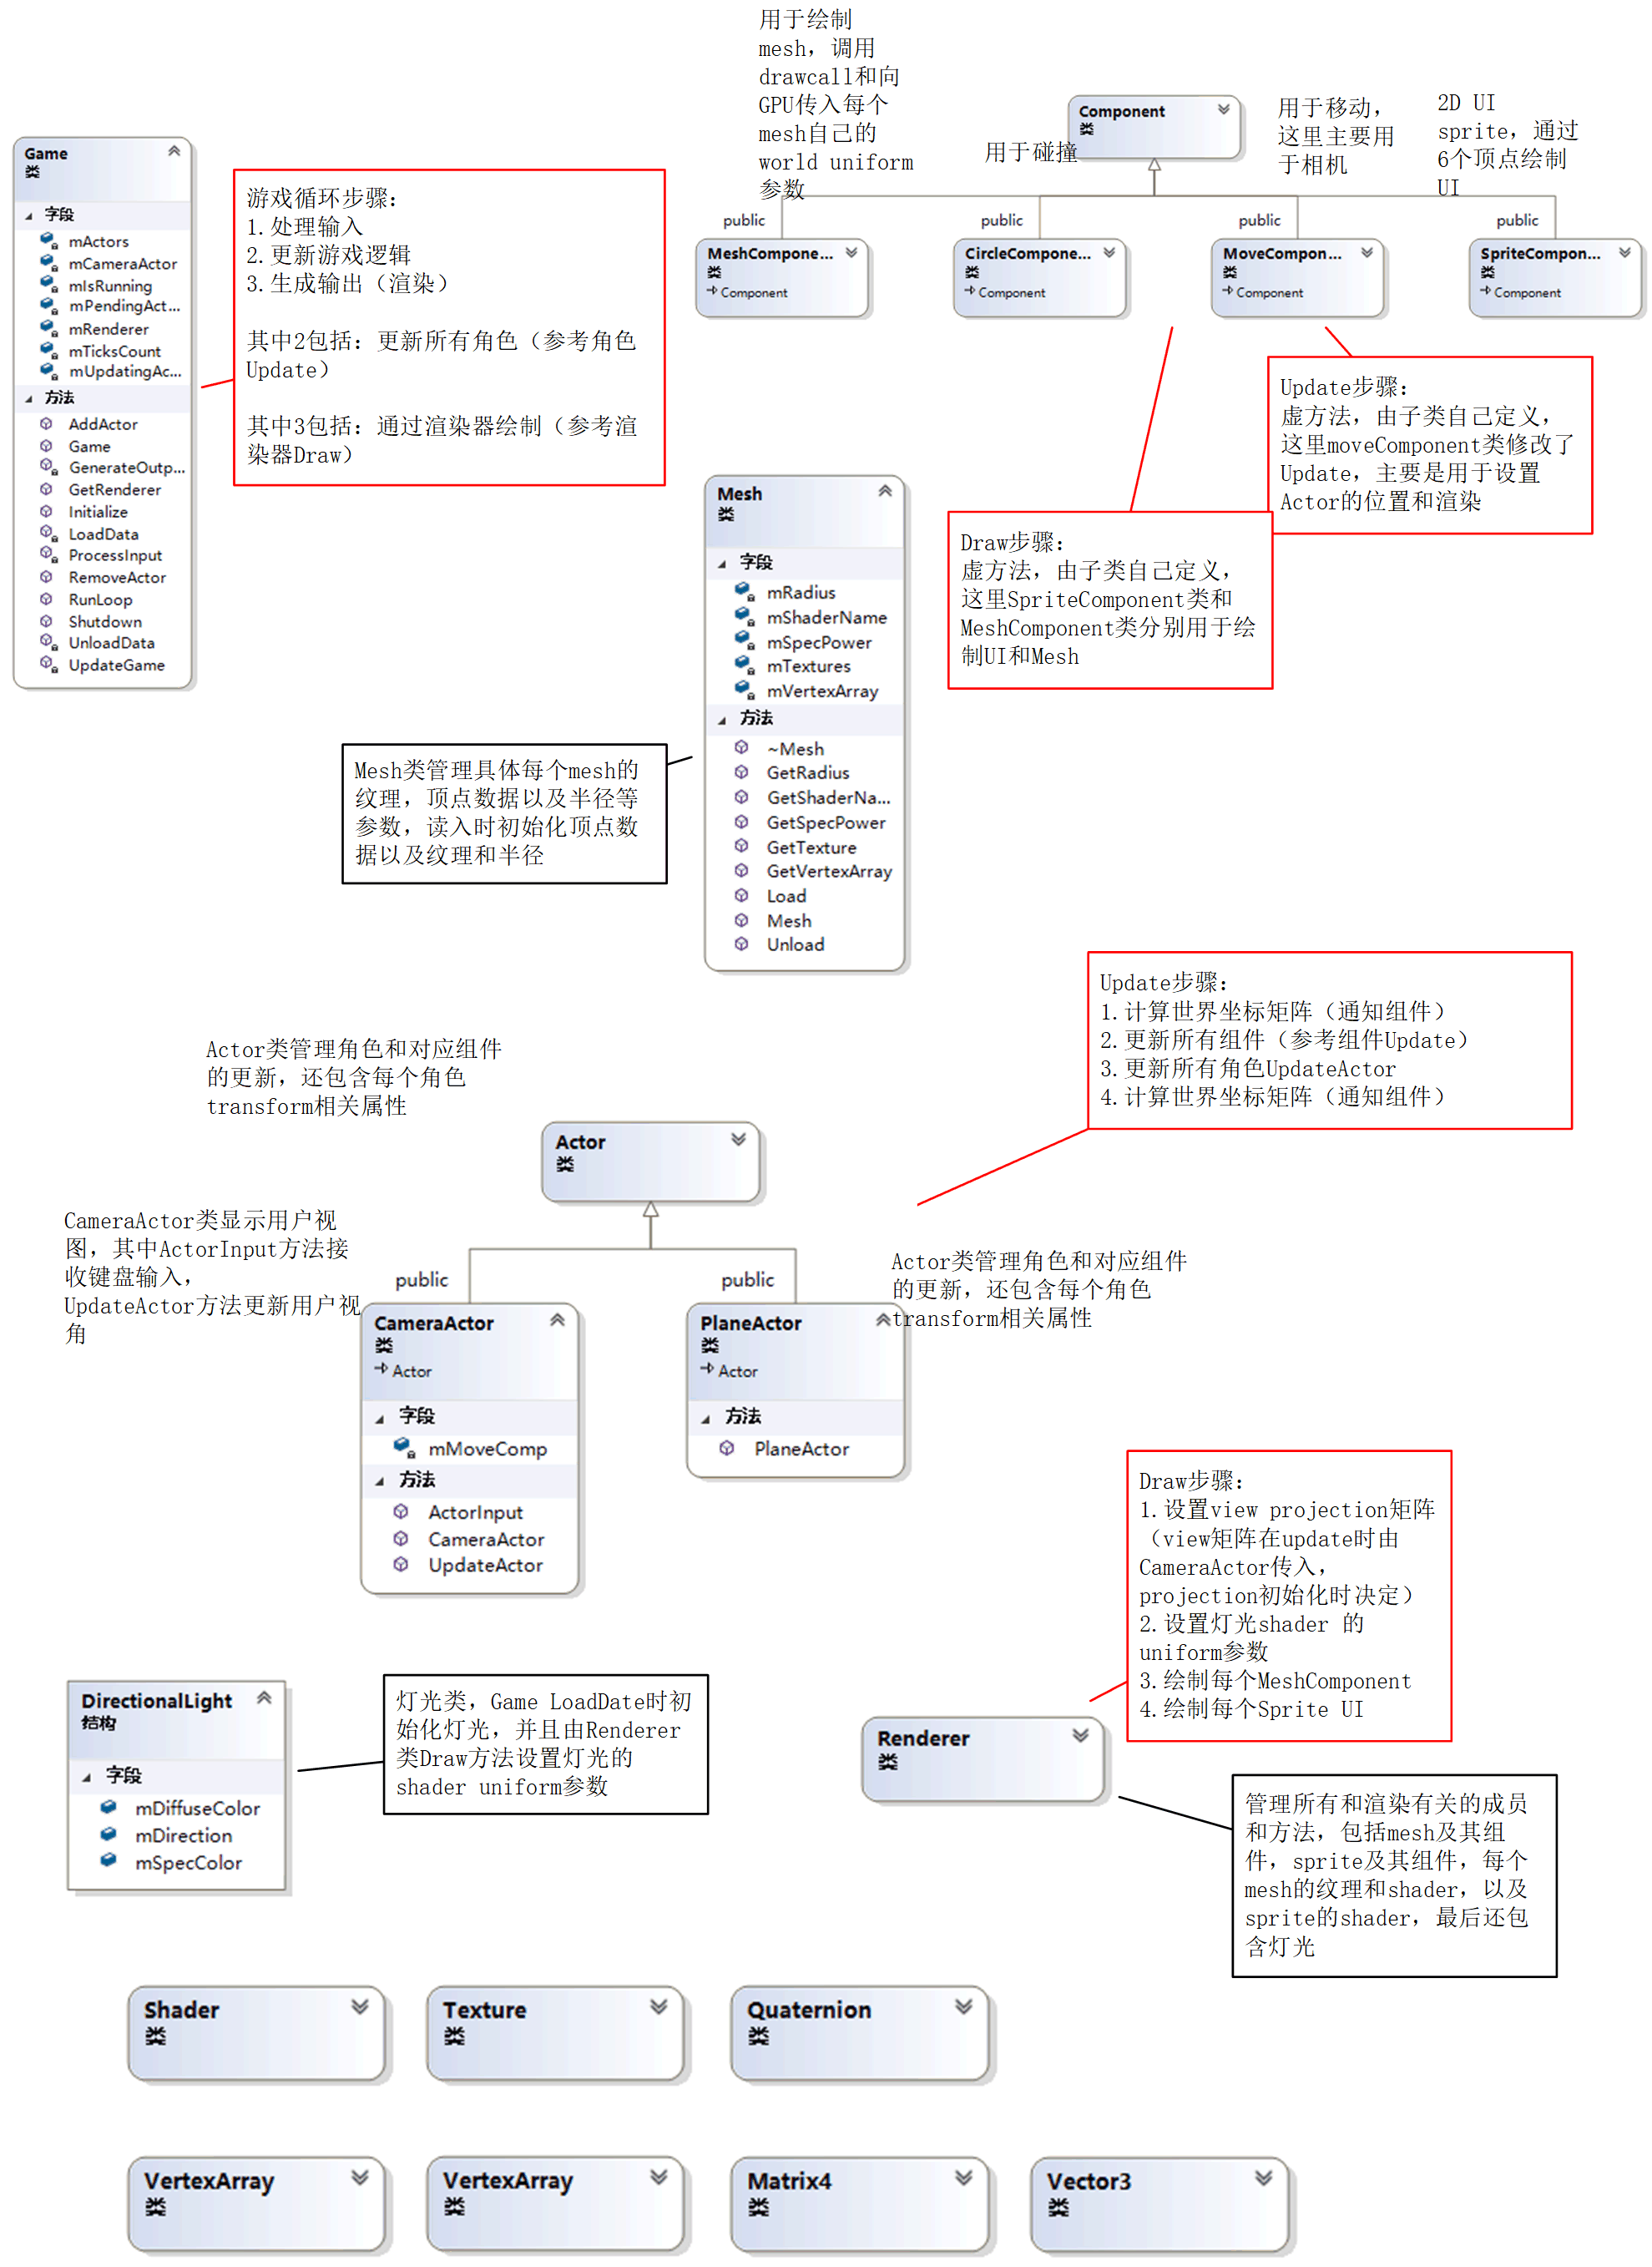 用于绘制
mesh，调用
drawcall和向
GPU传入每个
mesh自己的
world uniform
参数
用于碰撞
Component
类
用于移动，
这里主要用
于相机
2D UI
sprite，通过
6个顶点绘制
UI
public
public
public
public
MeshCompone...
类
Component
CircleCompone...
类
Component
MoveCompon...
类
Component
SpriteCompon...
类
Component
Game
类
字段
mActors
mCameraActor
mIsRunning
mPendingAct...
mRenderer
mTicksCount
mUpdatingAc...
方法
AddActor
Game
GenerateOutp...
GetRenderer
Initialize
LoadData
ProcessInput
RemoveActor
RunLoop
Shutdown
UnloadData
UpdateGame
游戏循环步骤：
1.处理输入
2.更新游戏逻辑
3.生成输出（渲染）
其中2包括：更新所有角色（参考角色
Update）
其中3包括：通过渲染器绘制（参考渲
染器Draw）
Update步骤：
虚方法，由子类自己定义，
这里moveComponent类修改了
Update，主要是用于设置
Actor的位置和渲染
Draw步骤：
虚方法，由子类自己定义，
这里SpriteComponent类和
MeshComponent类分别用于绘
制UI和Mesh
Mesh
类
字段
mRadius
mShaderName
mSpecPower
mTextures
mVertexArray
方法
~Mesh
GetRadius
GetShaderNa...
GetSpecPower
GetTexture
GetVertexArray
Load
Mesh
Unload
Mesh类管理具体每个mesh的
纹理，顶点数据以及半径等
参数，读入时初始化顶点数
据以及纹理和半径
Update步骤：
1.计算世界坐标矩阵（通知组件）
2.更新所有组件（参考组件Update）
3.更新所有角色UpdateActor
4.计算世界坐标矩阵（通知组件）
Actor类管理角色和对应组件
的更新，还包含每个角色
transform相关属性
Actor
类
CameraActor类显示用户视
图，其中ActorInput方法接
收键盘输入，
UpdateActor方法更新用户视
角
public
public
Actor类管理角色和对应组件
的更新，还包含每个角色
transform相关属性
CameraActor
类
Actor
字段
mMoveComp
方法
ActorInput
CameraActor
UpdateActor
PlaneActor
类
Actor
方法
PlaneActor
Draw步骤：
1.设置view projection矩阵
（view矩阵在update时由
CameraActor传入，
projection初始化时决定）
2.设置灯光shader 的
uniform参数
3.绘制每个MeshComponent
4.绘制每个Sprite UI
DirectionalLight
结构
字段
mDiffuseColor
mDirection
mSpecColor
灯光类，Game LoadDate时初
始化灯光，并且由Renderer
类Draw方法设置灯光的
shader uniform参数
Renderer
类
管理所有和渲染有关的成员
和方法，包括mesh及其组
件，sprite及其组件，每个
mesh的纹理和shader，以及
sprite的shader，最后还包
含灯光
Shader
类
Texture
类
Quaternion
类
VertexArray
类
VertexArray
类
Matrix4
类
Vector3
类